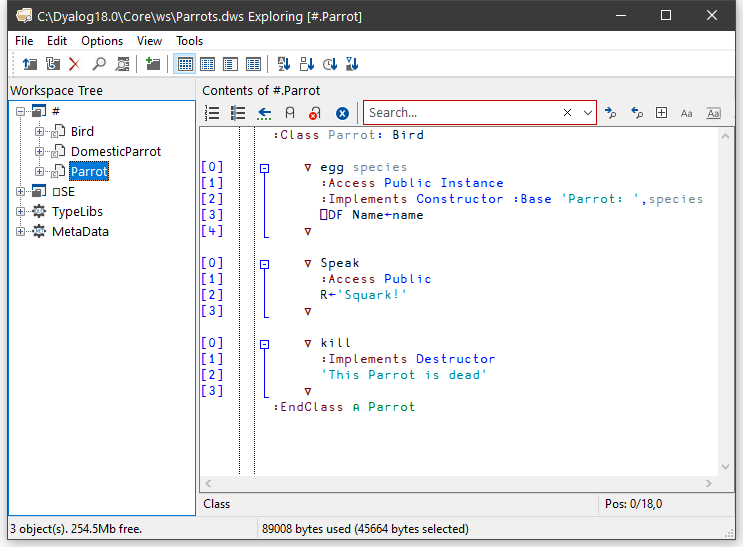 C:\Dyalog18.0\Core\ws\Parrots.dws Exploring [#.Parrot]
File Edit Options View Tools
Workspace Tree
#
Bird
DomesticParrot
Parrot
⎕SE
TypeLibs
MetaData
Contents of #.Parrot
Search...
Aa
Aa
:Class Parrot: Bird
[0] ∇ egg species
[1] :Access Public Instance
[2] :Implements Constructor :Base 'Parrot: ',species
[3] ⎕DF Name←name
[4] ∇
[0] ∇ Speak
[1] :Access Public
[2] R←'Squark!'
[3] ∇
[0] ∇ kill
[1] :Implements Destructor
[2] 'This Parrot is dead'
[3] ∇
:EndClass ⍝ Parrot
Class Pos: 0/18,0
3 object(s). 254.5Mb free. 89008 bytes used (45664 bytes selected)